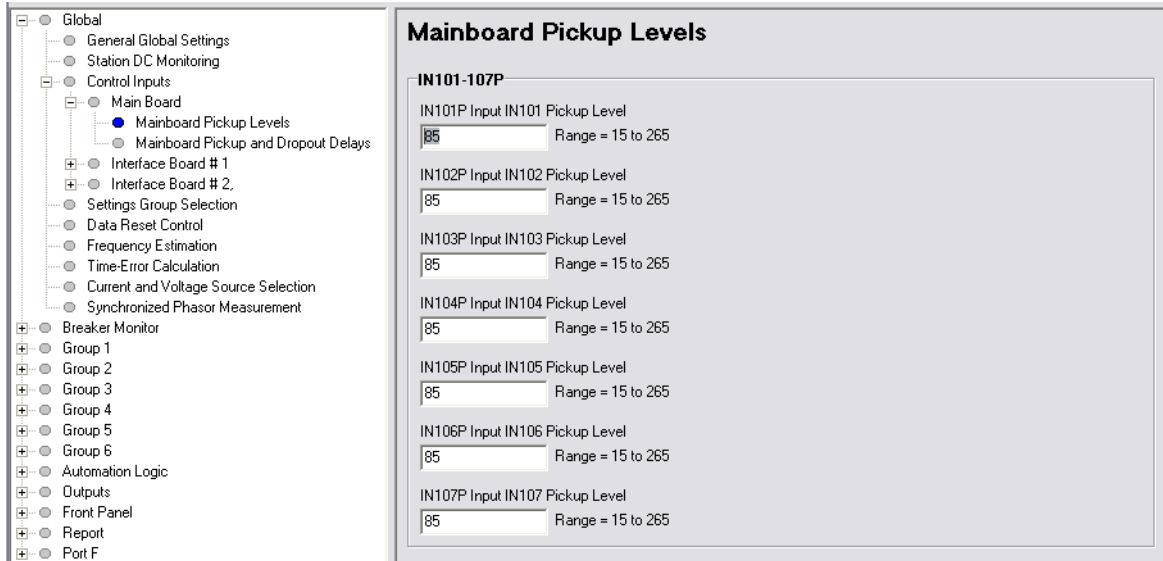 Global
General Global Settings
Station DC Monitoring
Control Inputs
Main Board
Mainboard Pickup Levels
Mainboard Pickup and Dropout Delays
Interface Board # 1
Interface Board # 2,
Settings Group Selection
Data Reset Control
Frequency Estimation
Time-Error Calculation
Current and Voltage Source Selection
Synchronized Phasor Measurement
Breaker Monitor
Group 1
Group 2
Group 3
Group 4
Group 5
Group 6
Automation Logic
Outputs
Front Panel
Report
Port F
Mainboard Pickup Levels
IN101-107P
IN101P Input IN101 Pickup Level
85 Range = 15 to 265
IN102P Input IN102 Pickup Level
85 Range = 15 to 265
IN103P Input IN103 Pickup Level
85 Range = 15 to 265
IN104P Input IN104 Pickup Level
85 Range = 15 to 265
IN105P Input IN105 Pickup Level
85 Range = 15 to 265
IN106P Input IN106 Pickup Level
85 Range = 15 to 265
IN107P Input IN107 Pickup Level
85 Range = 15 to 265